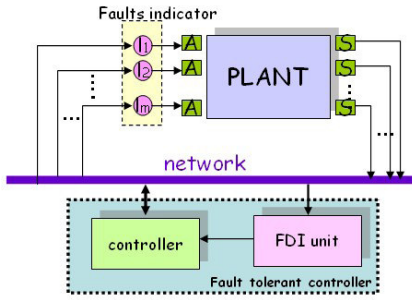 Faults indicator
I1 A S
I2 A PLANT S
Im A S
network
controller
FDI unit
Fault tolerant controller